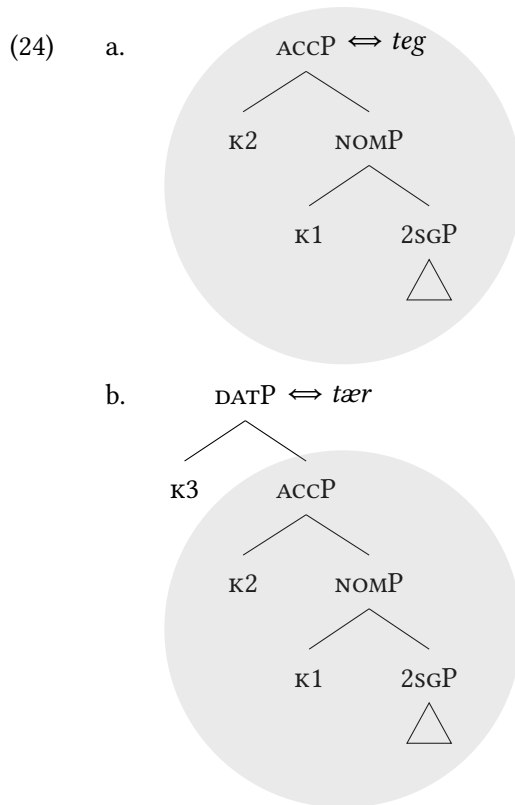 (24) a. ACCP ⇔ teg
K2 NOMP
K1 2SGP
b. DATP ⇔ tær
K3 ACCP
K2 NOMP
K1 2SGP